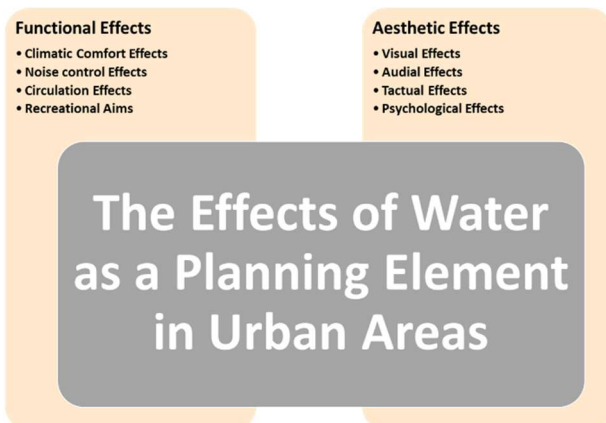 Functional Effects
• Climatic Comfort Effects
• Noise control Effects
• Circulation Effects
• Recreational Aims
Aesthetic Effects
• Visual Effects
• Audial Effects
• Tactual Effects
• Psychological Effects
The Effects of Water
as a Planning Element
in Urban Areas